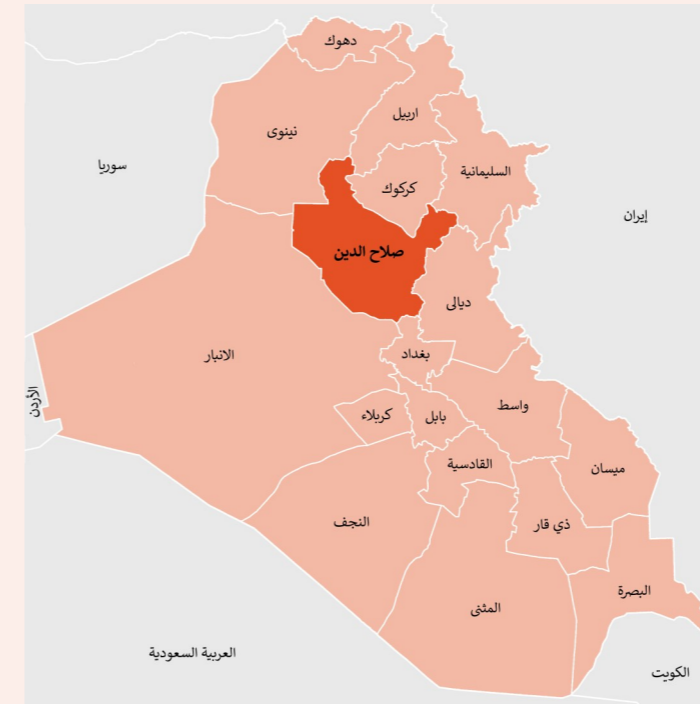 دهوك
اربيل
نينوى
السليمانية
سوريا
كركوك
إيران
صلاح الدين
ديالى
الانبار
بغداد
الأردن
واسط
كربلاء
بابل
القادسية
ميسان
النجف
ذي قار
البصرة
المثنى
العربية السعودية
الكويت